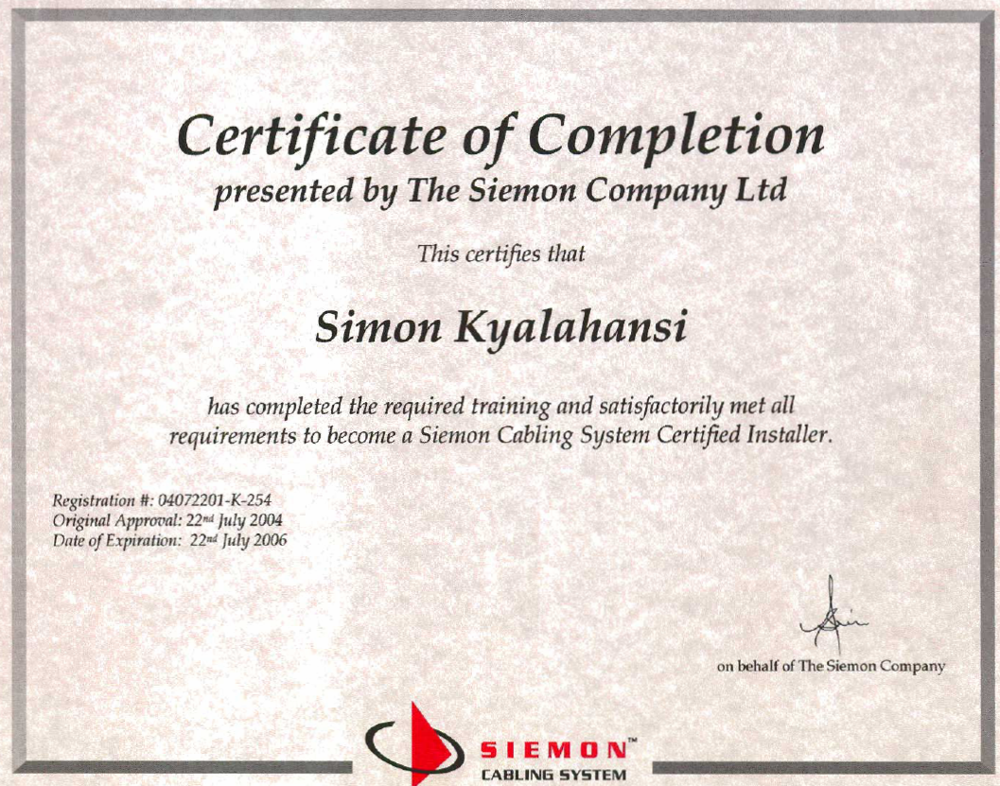 Certificate of Completion
presented by The Siemon Company Ltd
This certifies that
Simon Kyalahansi
has completed the required training and satisfactorily met all
requirements to become a Siemon Cabling System Certified Installer.
Registration #: 04072201-K-254
Original Approval: 22nd July 2004
Date of Expiration: 22nd July 2006
on behalf of The Siemon Company
SIEMON™
CABLING SYSTEM